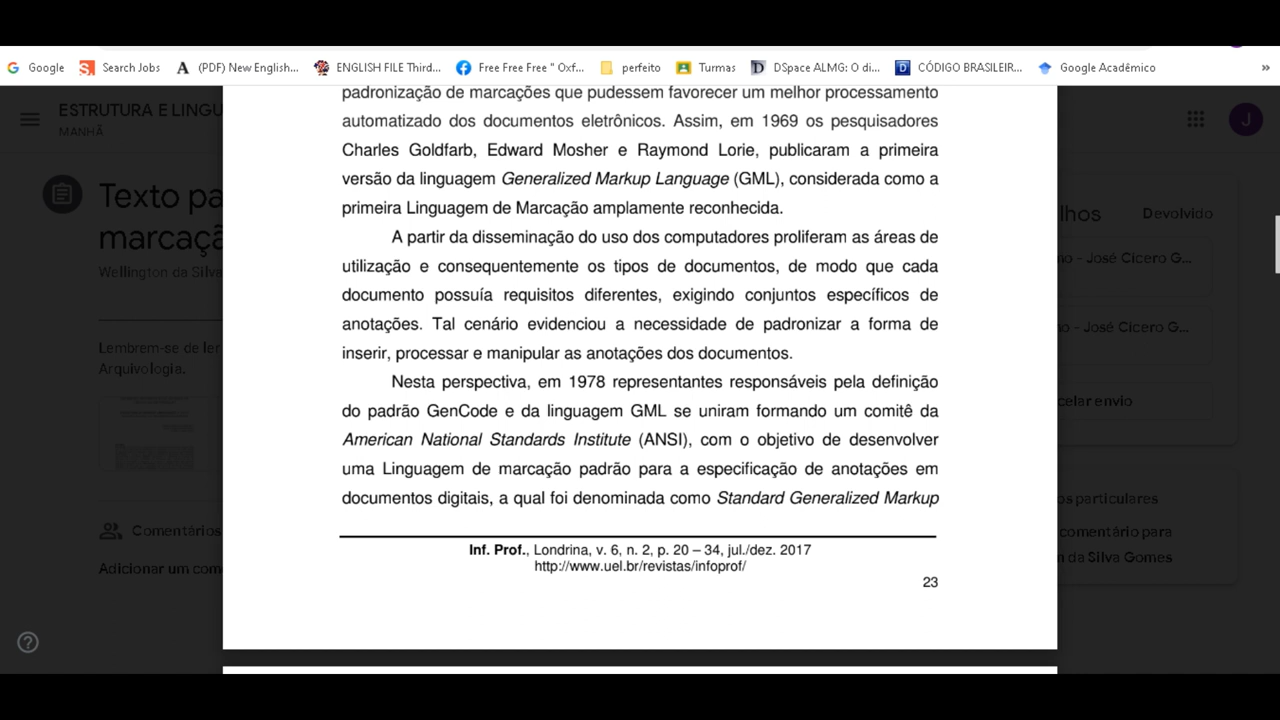 Google
Search Jobs
(PDF) New English...
ENGLISH FILE Third...
Free Free Free " Oxf...
perfeito
Turmas
DSpace ALMG: O di...
CÓDIGO BRASILEIR...
Google Acadêmico
»
ESTRUTURA E LINGU
MANHÃ
J
Texto pa
marcaçã
Wellington da Silva
Lembrem-se de ler
Arquivologia.
Comentários
Adicionar um com
padronização de marcações que pudessem favorecer um melhor processamento
automatizado dos documentos eletrônicos. Assim, em 1969 os pesquisadores
Charles Goldfarb, Edward Mosher e Raymond Lorie, publicaram a primeira
versão da linguagem Generalized Markup Language (GML), considerada como a
primeira Linguagem de Marcação amplamente reconhecida.
A partir da disseminação do uso dos computadores proliferam as áreas de
utilização e consequentemente os tipos de documentos, de modo que cada
documento possuía requisitos diferentes, exigindo conjuntos específicos de
anotações. Tal cenário evidenciou a necessidade de padronizar a forma de
inserir, processar e manipular as anotações dos documentos.
Nesta perspectiva, em 1978 representantes responsáveis pela definição
do padrão GenCode e da linguagem GML se uniram formando um comitê da
American National Standards Institute (ANSI), com o objetivo de desenvolver
uma Linguagem de marcação padrão para a especificação de anotações em
documentos digitais, a qual foi denominada como Standard Generalized Markup
Inf. Prof., Londrina, v. 6, n. 2, p. 20 – 34, jul./dez. 2017
http://www.uel.br/revistas/infoprof/
23
lhos
Devolvido
no - José Cícero G...
no - José Cícero G...
celar envio
os particulares
comentário para
n da Silva Gomes